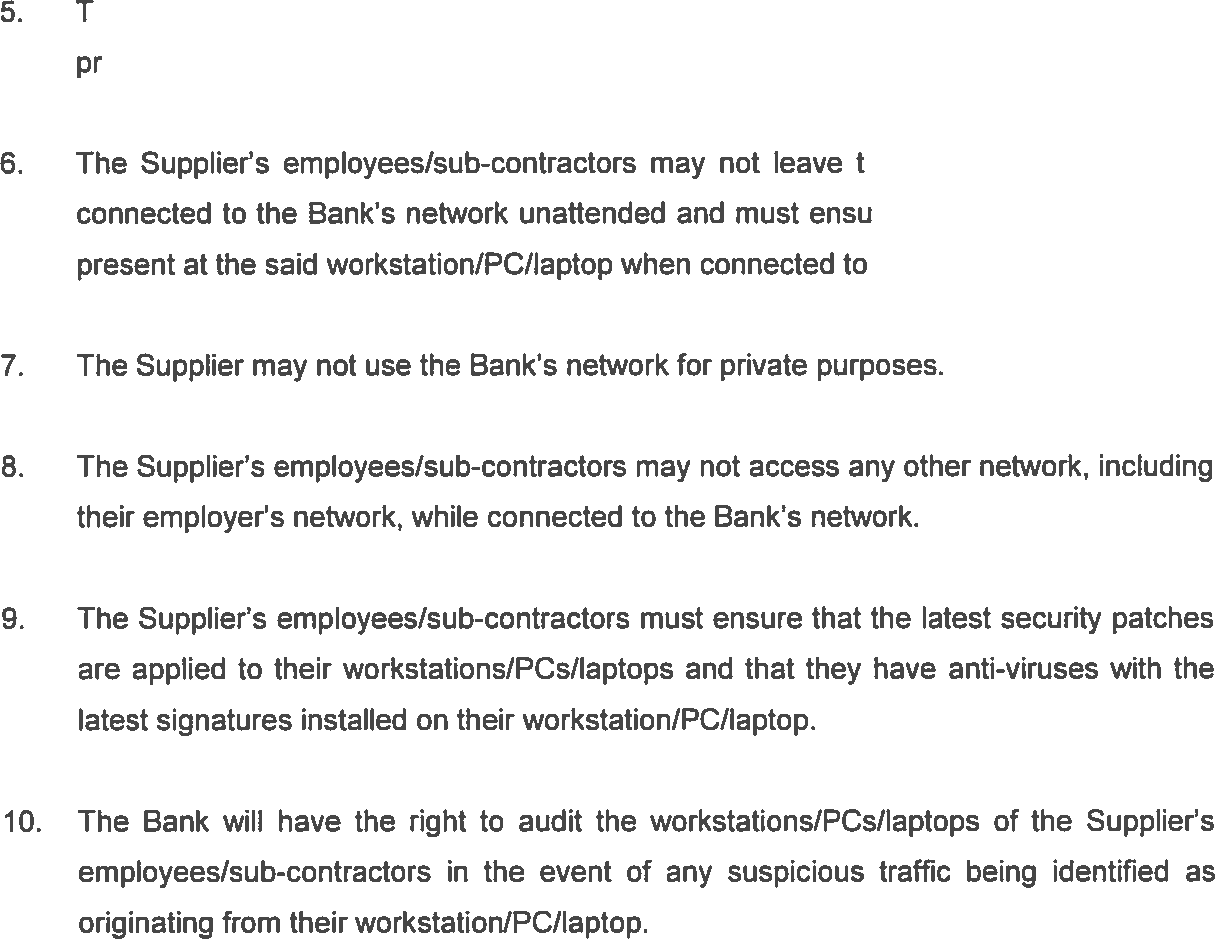 5. T
pr
6. The Supplier's employees/sub-contractors may not leave t
connected to the Bank's network unattended and must ensu
present at the said workstation/PC/laptop when connected to
7. The Supplier may not use the Bank's network for private purposes.
8. The Supplier's employees/sub-contractors may not access any other network, including
their employer's network, while connected to the Bank's network.
9. The Supplier's employees/sub-contractors must ensure that the latest security patches
are applied to their workstations/PCs/laptops and that they have anti-viruses with the
latest signatures installed on their workstation/PC/laptop.
10. The Bank will have the right to audit the workstations/PCs/laptops of the Supplier's
employees/sub-contractors in the event of any suspicious traffic being identified as
originating from their workstation/PC/laptop.